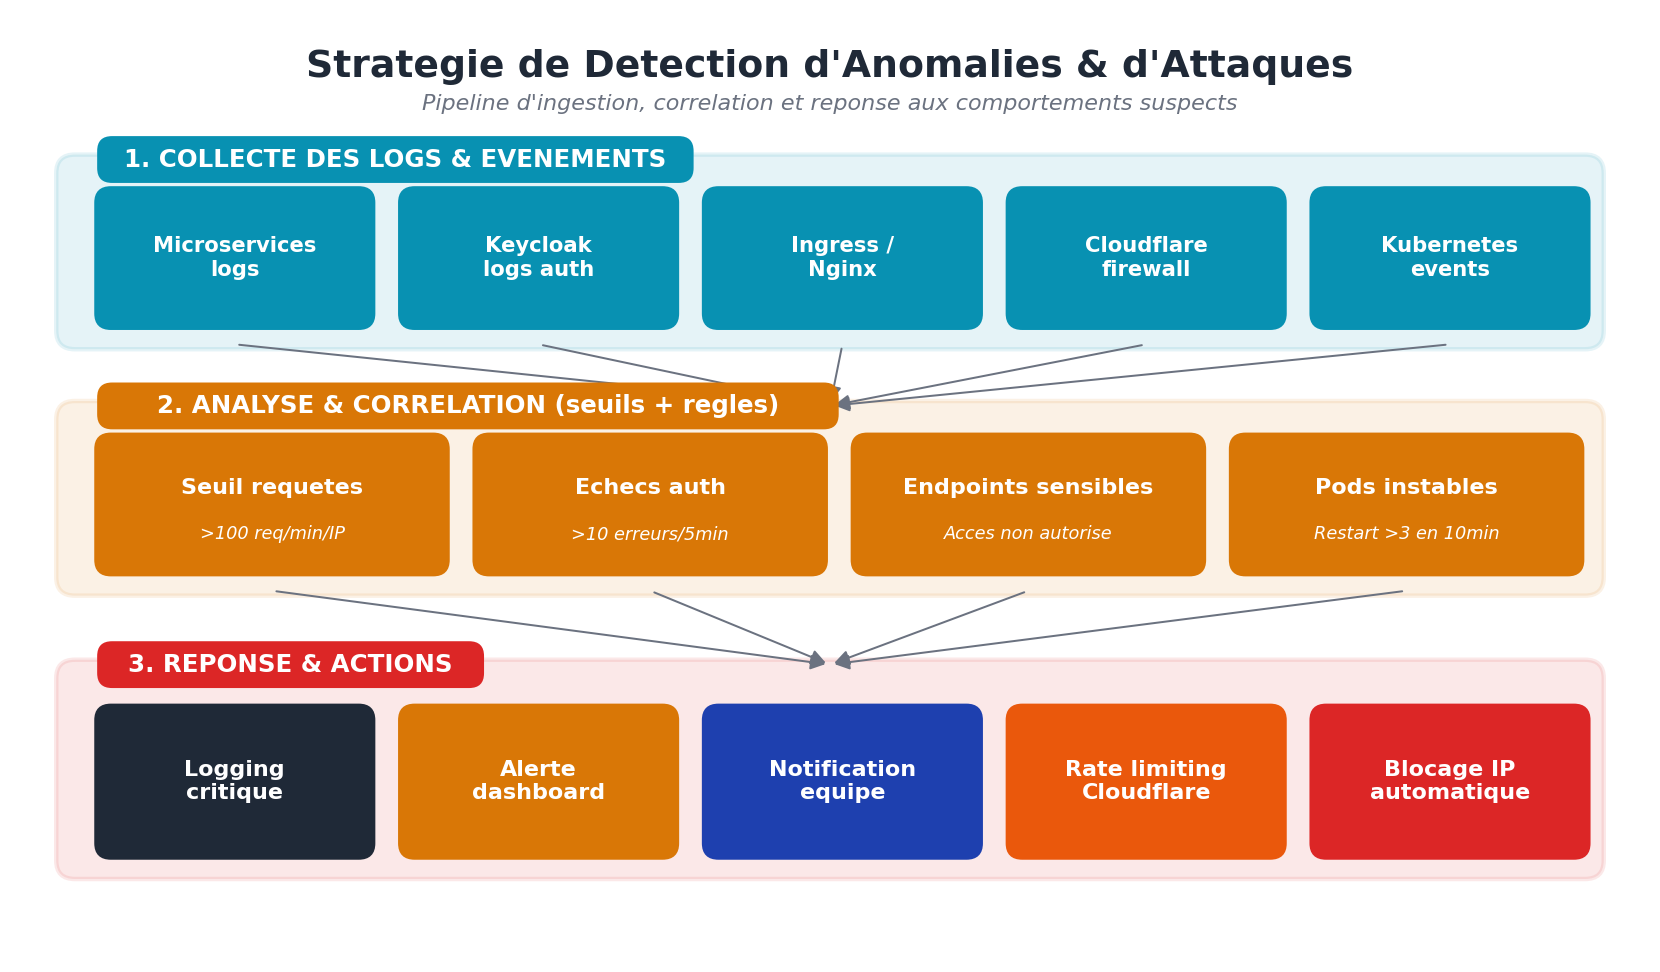 Strategie de Detection d'Anomalies & d'Attaques
Pipeline d'ingestion, correlation et reponse aux comportements suspects
1. COLLECTE DES LOGS & EVENEMENTS
Microservices
logs
Keycloak
logs auth
Ingress /
Nginx
Cloudflare
firewall
Kubernetes
events
2. ANALYSE & CORRELATION (seuils + regles)
Seuil requetes
>100 req/min/IP
Echecs auth
>10 erreurs/5min
Endpoints sensibles
Acces non autorise
Pods instables
Restart >3 en 10min
3. REPONSE & ACTIONS
Logging
critique
Alerte
dashboard
Notification
equipe
Rate limiting
Cloudflare
Blocage IP
automatique